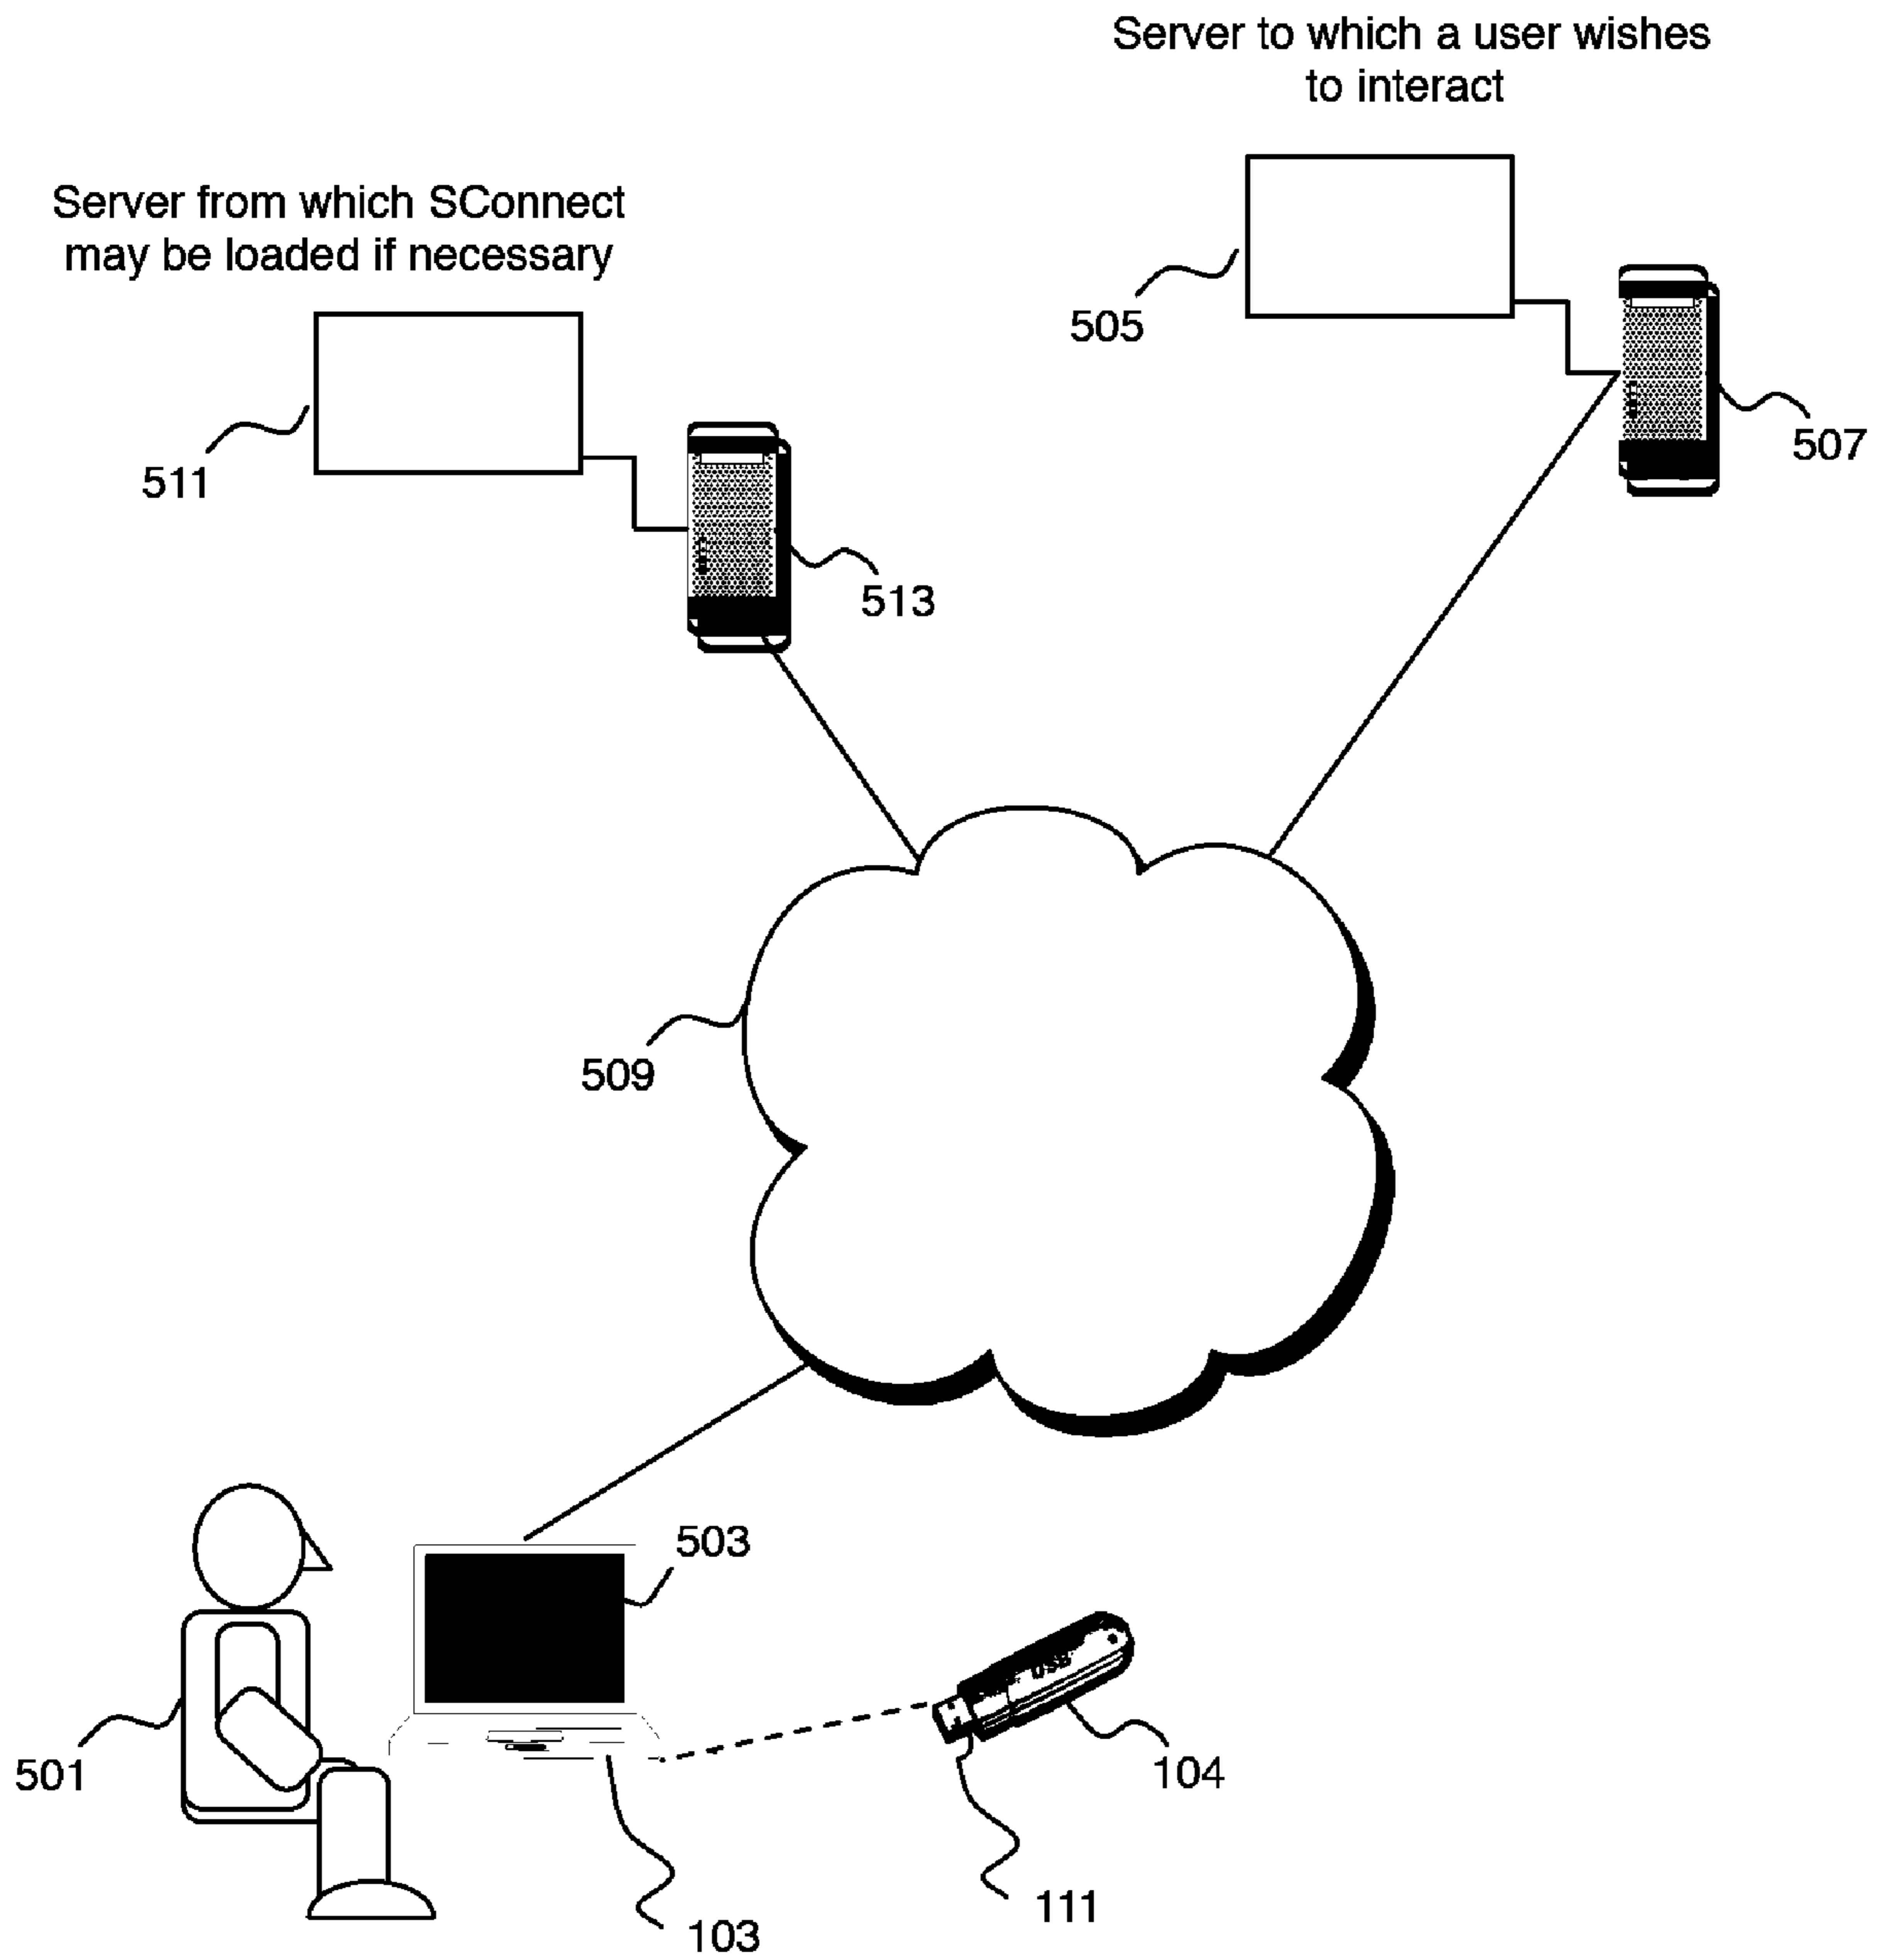 Server to which a user wishes
to interact
Server from which SConnect
may be loaded if necessary
505
507
511
513
509
503
USB
104
501
111
103